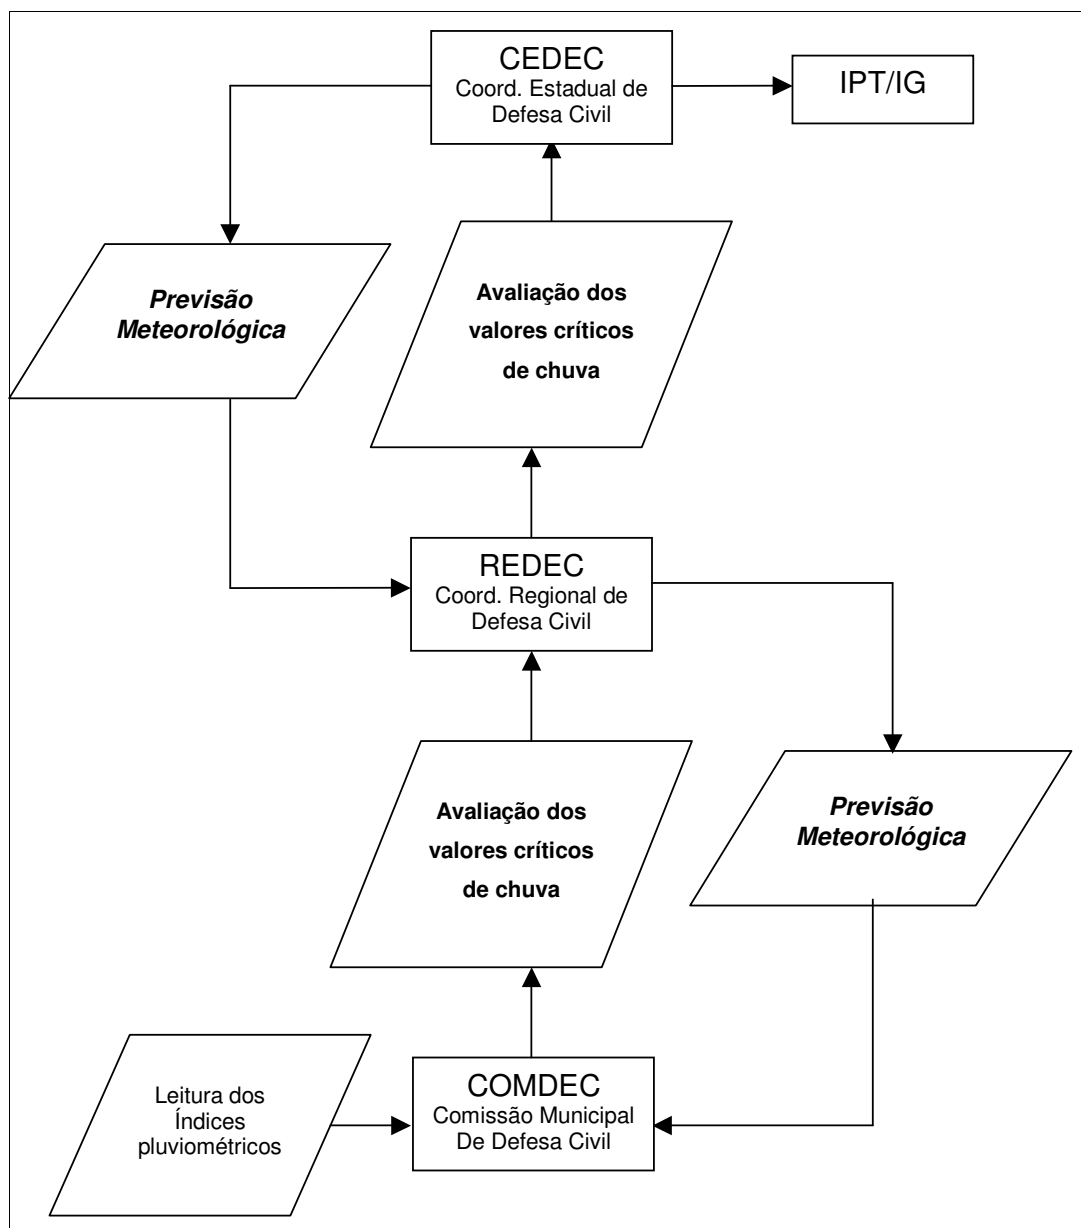 CEDEC
Coord. Estadual de
Defesa Civil
IPT/IG
Previsão
Meteorológica
Avaliação dos
valores críticos
de chuva
REDEC
Coord. Regional de
Defesa Civil
Avaliação dos
valores críticos
de chuva
Previsão
Meteorológica
Leitura dos
Índices
pluviométricos
COMDEC
Comissão Municipal
De Defesa Civil